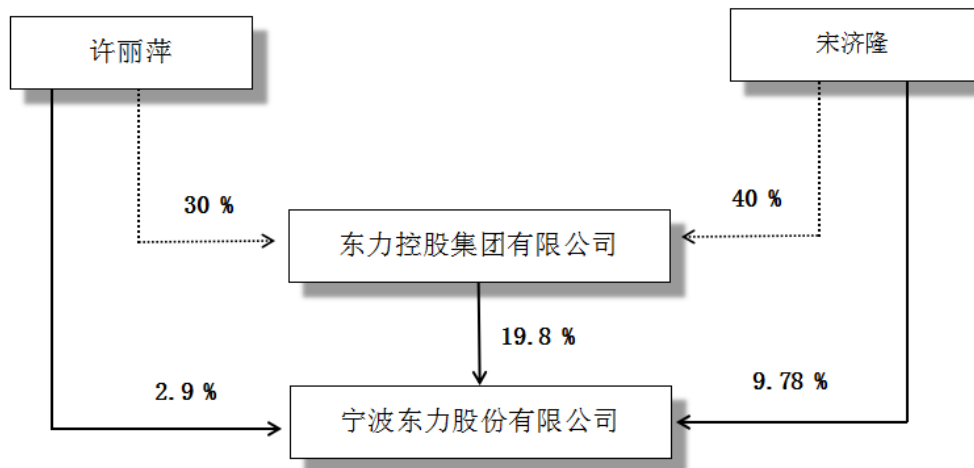 许丽萍
宋济隆
30 %
40 %
东力控股集团有限公司
19.8 %
2.9 %
9.78 %
宁波东力股份有限公司